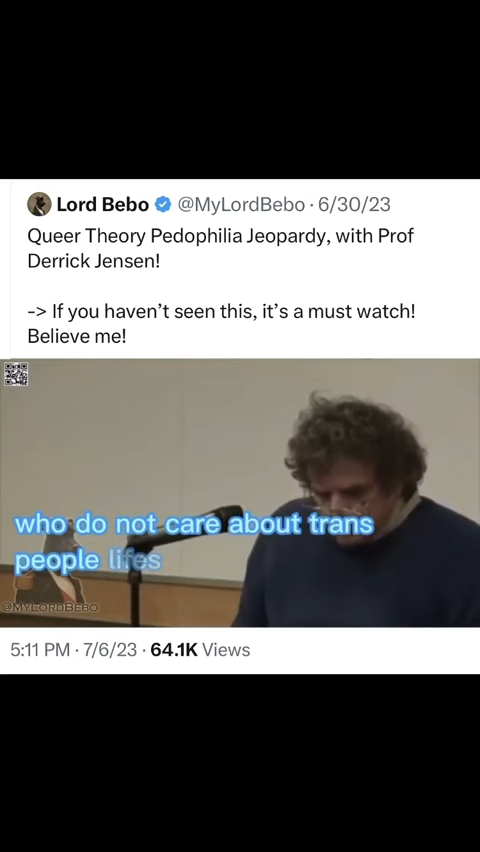 Lord Bebo @MyLordBebo · 6/30/23
Queer Theory Pedophilia Jeopardy, with Prof
Derrick Jensen!
-> If you haven't seen this, it's a must watch!
Believe me!
who do not care about trans
people lifes
@MYLORDBEBO
5:11 PM · 7/6/23 · 64.1K Views